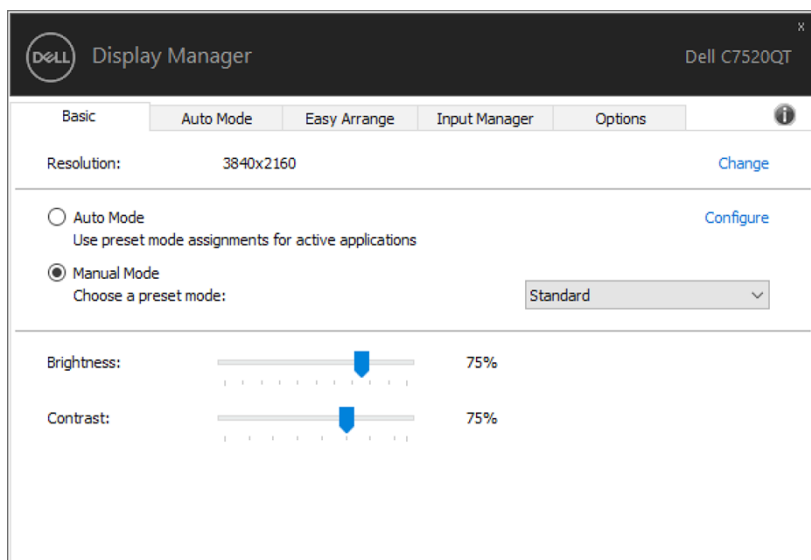 x
DELL Display Manager Dell C7520QT
Basic Auto Mode Easy Arrange Input Manager Options i
Resolution: 3840x2160 Change
Auto Mode Configure
Use preset mode assignments for active applications
Manual Mode
Choose a preset mode: Standard
Brightness: 75%
Contrast: 75%